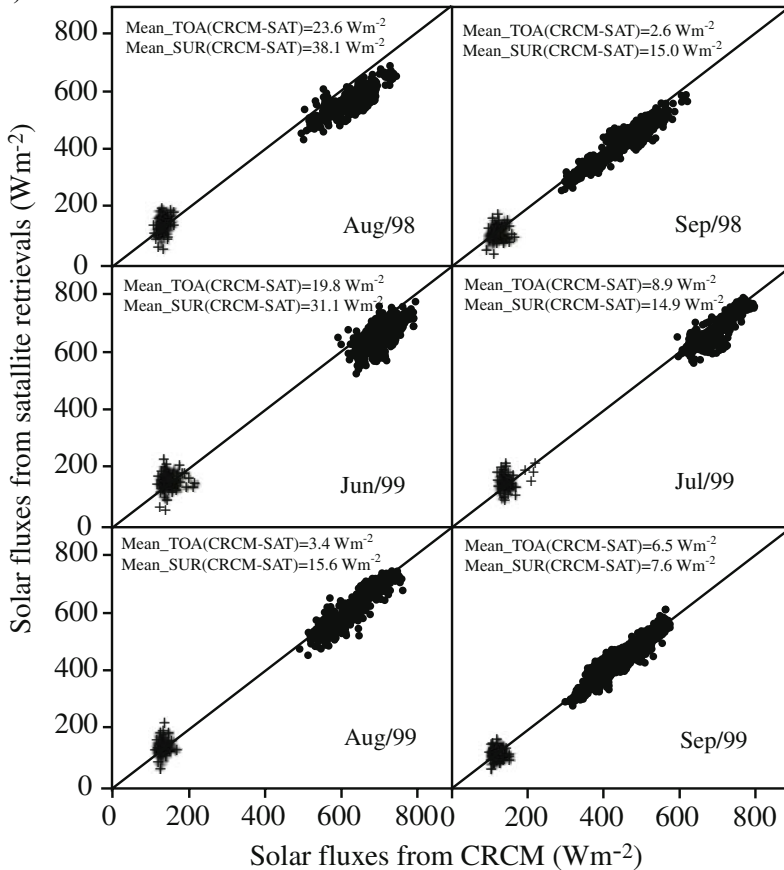 )
Solar fluxes from satallite retrievals (Wm-2)
800
600
400
200
0
Mean_TOA(CRCM-SAT)=23.6 Wm-2
Mean_SUR(CRCM-SAT)=38.1 Wm-2
Aug/98
Mean_TOA(CRCM-SAT)=2.6 Wm-2
Mean_SUR(CRCM-SAT)=15.0 Wm-2
Sep/98
800
600
400
200
0
Mean_TOA(CRCM-SAT)=19.8 Wm-2
Mean_SUR(CRCM-SAT)=31.1 Wm-2
Jun/99
Mean_TOA(CRCM-SAT)=8.9 Wm-2
Mean_SUR(CRCM-SAT)=14.9 Wm-2
Jul/99
800
600
400
200
0
Mean_TOA(CRCM-SAT)=3.4 Wm-2
Mean_SUR(CRCM-SAT)=15.6 Wm-2
Aug/99
Mean_TOA(CRCM-SAT)=6.5 Wm-2
Mean_SUR(CRCM-SAT)=7.6 Wm-2
Sep/99
0 200 400 600 800 200 400 600 800
Solar fluxes from CRCM (Wm-2)